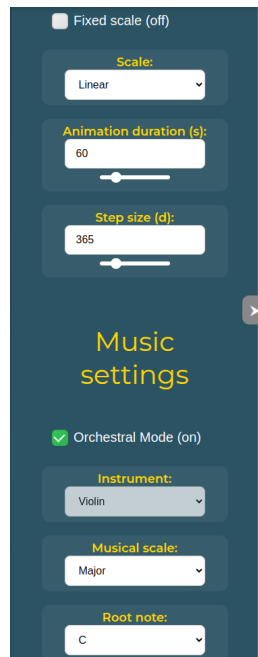 Fixed scale (off)
Scale:
Linear
Animation duration (s):
60
Step size (d):
365
Music
settings
Orchestral Mode (on)
Instrument:
Violin
Musical scale:
Major
Root note:
C